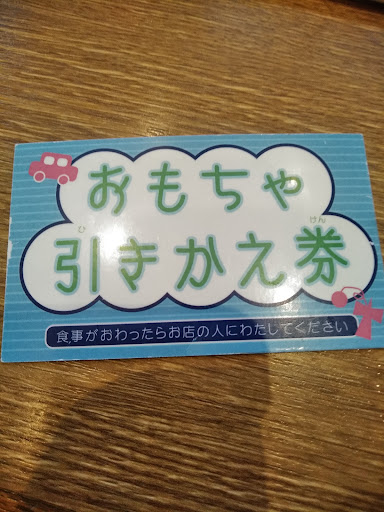 おもちゃ
引きかえ券
食事がおわったらお店の人にわたしてください